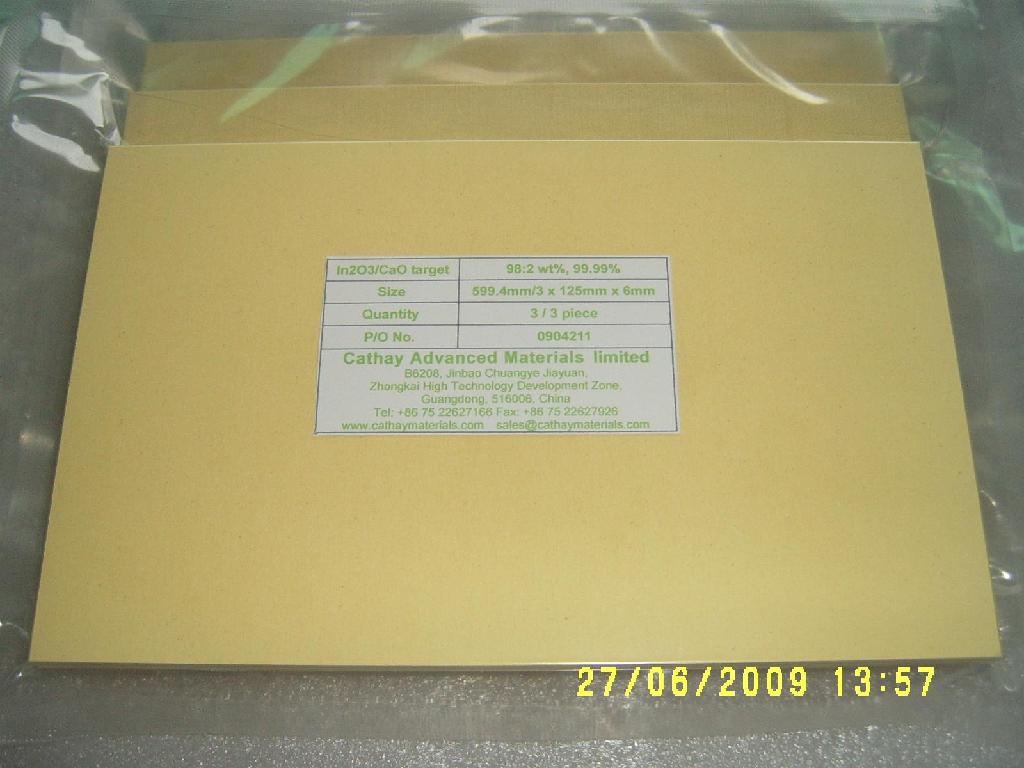 In2O3/CaO target 98:2 wt%, 99.99%
Size 599.4mm/3 x 125mm x 6mm
Quantity 3 / 3 piece
P/O No. 0904211
Cathay Advanced Materials limited
B6208, Jinbao Chuangye Jiayuan,
Zhongkai High Technology Development Zone,
Guangdong, 516006, China
Tel: +86 75 22627166 Fax: +86 75 22627926
www.cathaymaterials.com sales@cathaymaterials.com
27/06/2009 13:57